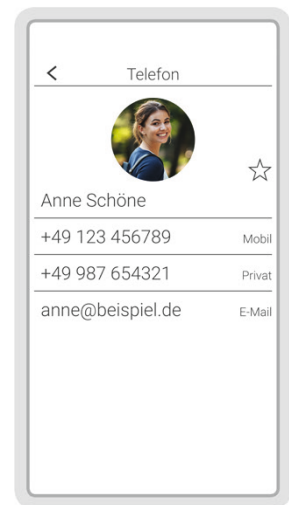 Telefon
Anne Schöne
+49 123 456789 Mobil
+49 987 654321 Privat
anne@beispiel.de E-Mail